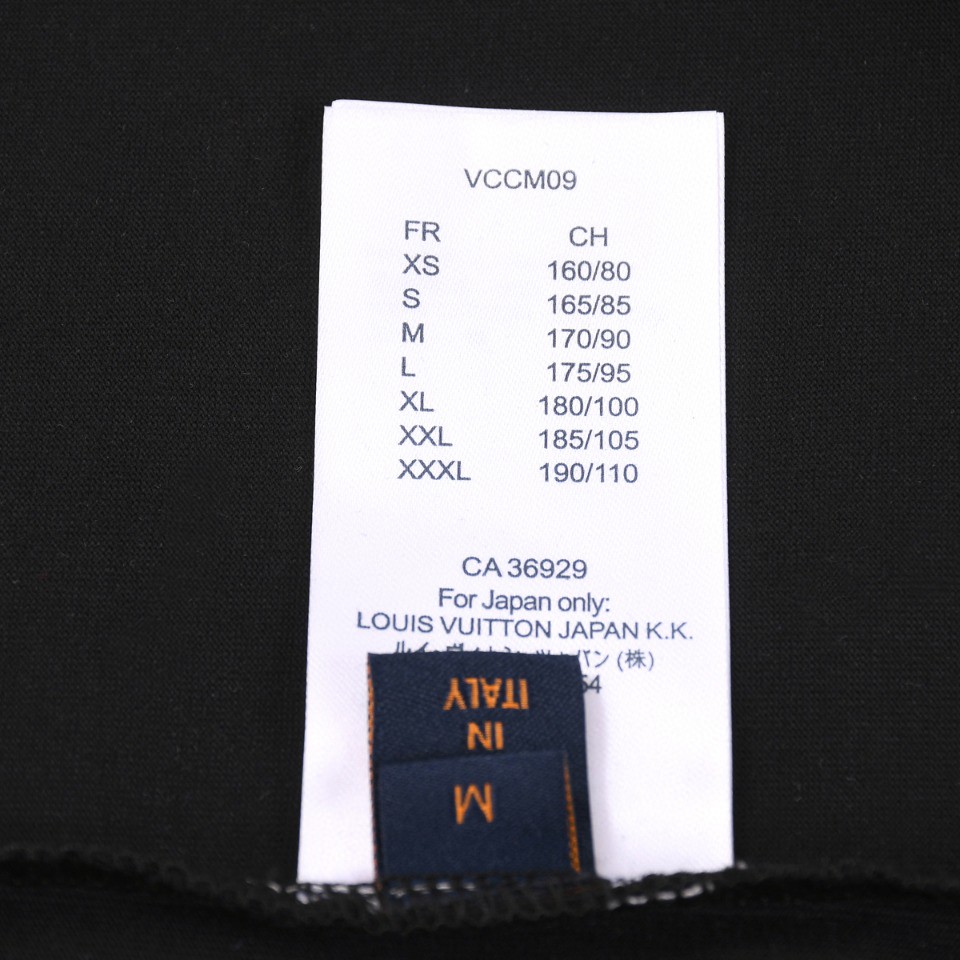 VCCM09
FR CH
XS 160/80
S 165/85
M 170/90
L 175/95
XL 180/100
XXL 185/105
XXXL 190/110
CA 36929
For Japan only:
LOUIS VUITTON JAPAN K.K.
(株)
54
ITALY
IN
M